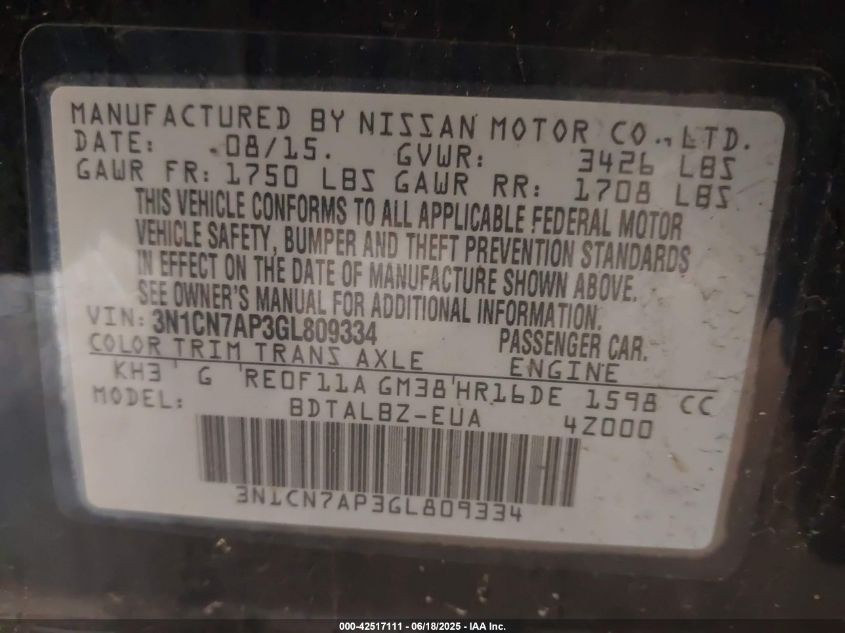 MANUFACTURED BY NISSAN MOTOR CO., LTD.
DATE: 08/15. GVWR: 3426 LBS
GAWR FR: 1750 LBS GAWR RR: 1708 LBS
THIS VEHICLE CONFORMS TO ALL APPLICABLE FEDERAL MOTOR
VEHICLE SAFETY, BUMPER AND THEFT PREVENTION STANDARDS
IN EFFECT ON THE DATE OF MANUFACTURE SHOWN ABOVE.
SEE OWNER'S MANUAL FOR ADDITIONAL INFORMATION.
VIN: 3N1CN7AP3GL809334 PASSENGER CAR.
COLOR TRIM TRANS AXLE ENGINE
KH3 G RE0F11A GM38 HR16DE 1598 CC
MODEL: BDTALBZ-EUA 4Z000
3N1CN7AP3GL809334
000-42517111 - 06/18/2025 - IAA Inc.